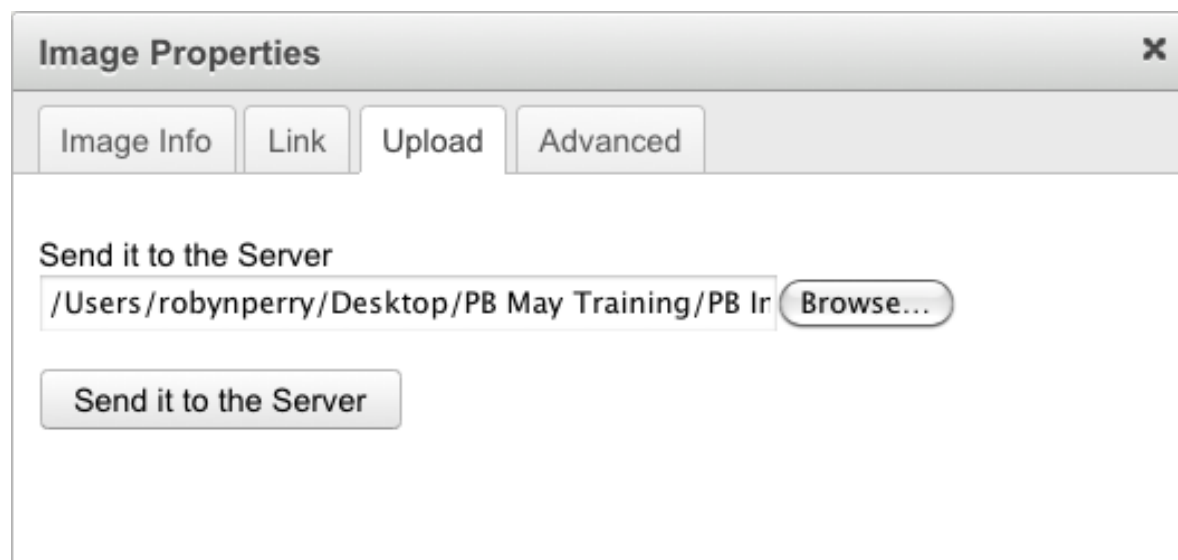 Image Properties
Image Info Link Upload Advanced
Send it to the Server
/Users/robynperry/Desktop/PB May Training/PB Browse...
Send it to the Server